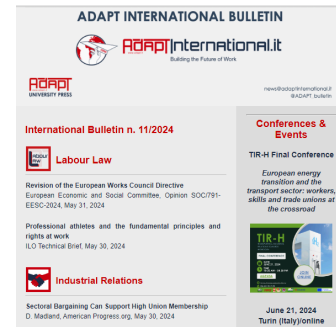 ADAPT INTERNATIONAL BULLETIN
ADAPT International.it
Building the Future of Work
ADAPT
UNIVERSITY PRESS
news@adaptinternational.it
@ADAPT_bulletin
International Bulletin n. 11/2024
LABOUR
LAW
Labour Law
Revision of the European Works Council Directive
European Economic and Social Committee, Opinion SOC/791-
EESC-2024, May 31, 2024
Professional athletes and the fundamental principles and
rights at work
ILO Technical Brief, May 30, 2024
Industrial Relations
Sectoral Bargaining Can Support High Union Membership
D. Madland, American Progress.org, May 30, 2024
Conferences &
Events
TIR-H Final Conference
European energy
transition and the
transport sector: workers,
skills and trade unions at
the crossroad
TIR-H
June 21, 2024
Turin (Italy)/online